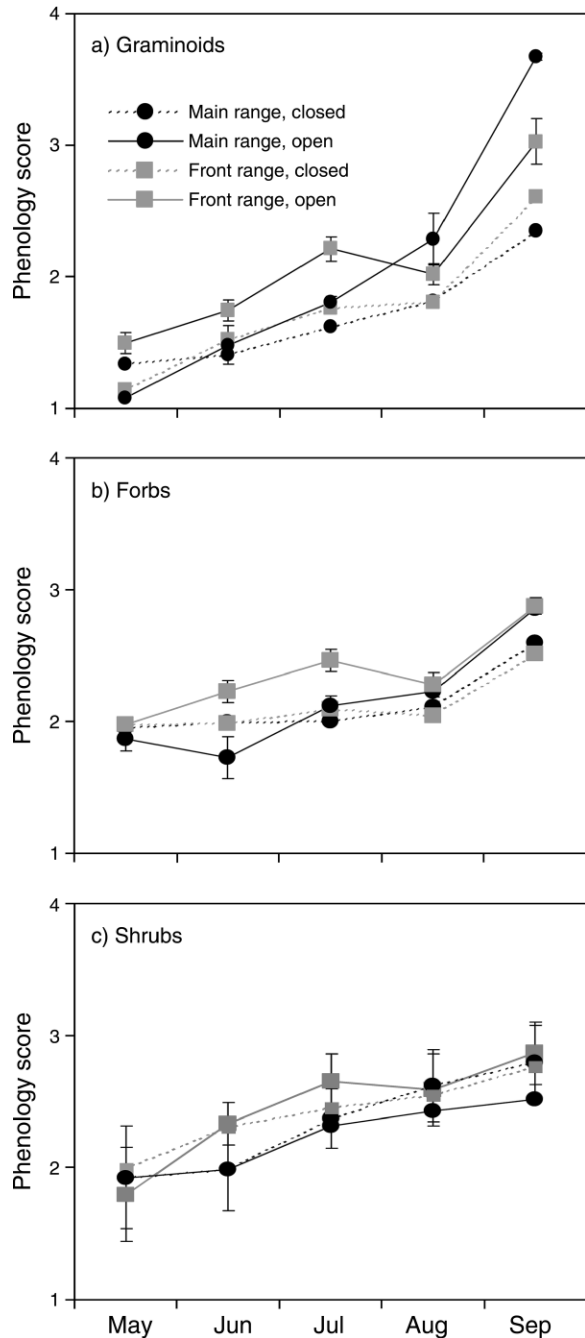 4
a) Graminoids
Main range, closed
Main range, open
3
Front range, closed
Front range, open
Phenology score
2
1
4
b) Forbs
3
Phenology score
2
1
4
c) Shrubs
3
Phenology score
2
1
May Jun Jul Aug Sep